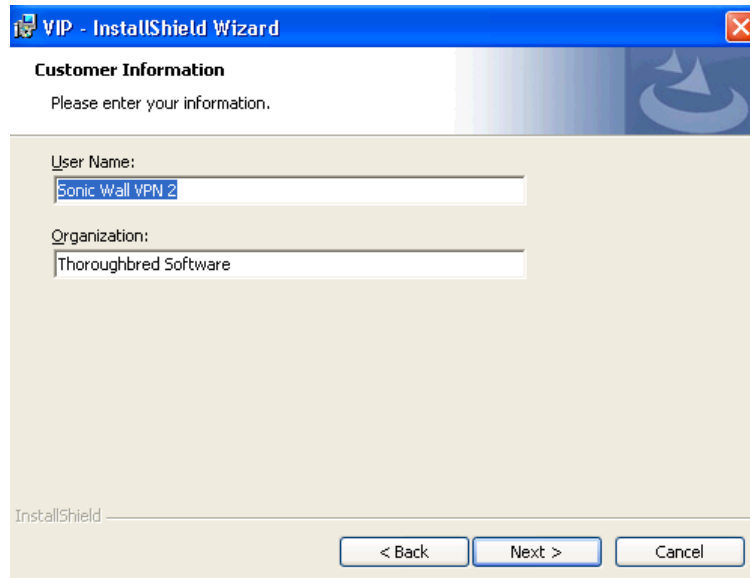 VIP - InstallShield Wizard
Customer Information
Please enter your information.
User Name:
Sonic Wall VPN 2
Organization:
Thoroughbred Software
InstallShield
< Back Next > Cancel